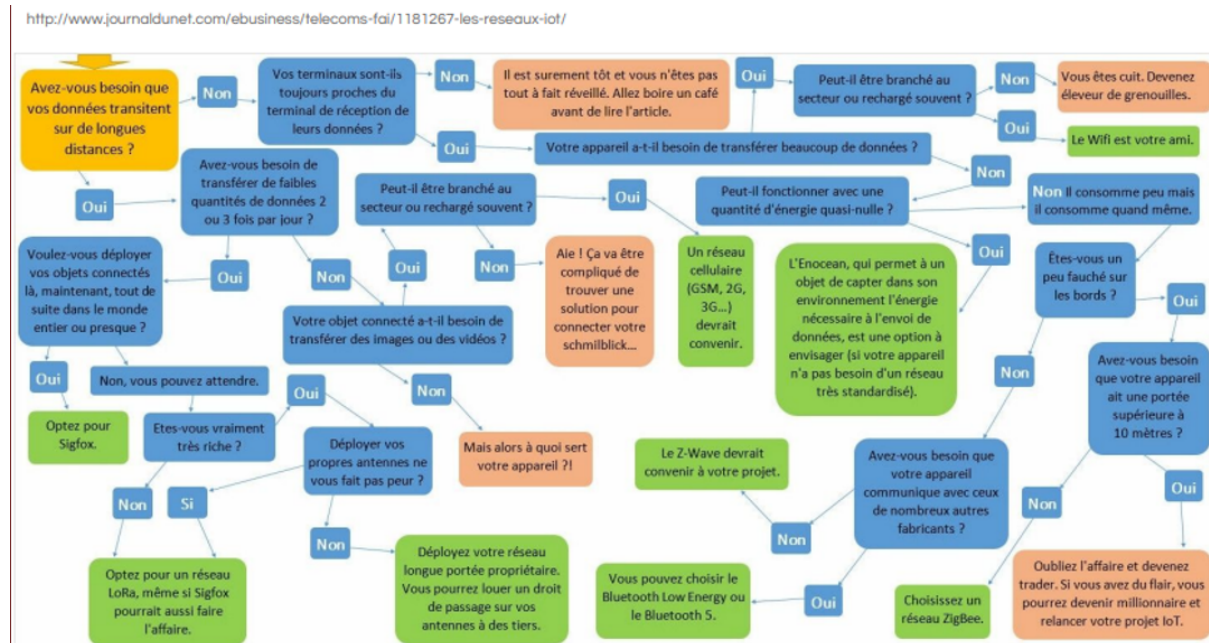 http://www.journaldunet.com/ebusiness/telecoms-fai/1181267-les-reseaux-iot/
Avez-vous besoin que
vos données transitent
sur de longues
distances ?
Non
Vos terminaux sont-ils
toujours proches du
terminal de réception de
leurs données ?
Non
Il est surement tôt et vous n'êtes pas
tout à fait réveillé. Allez boire un café
avant de lire l'article.
Oui
Peut-il être branché au
secteur ou rechargé souvent ?
Non
Vous êtes cuit. Devenez
éleveur de grenouilles.
Oui
Le Wifi est votre ami.
Oui
Votre appareil a-t-il besoin de transférer beaucoup de données ?
Non
Oui
Avez-vous besoin de
transférer de faibles
quantités de données 2
ou 3 fois par jour ?
Peut-il être branché au
secteur ou rechargé souvent ?
Oui
Peut-il fonctionner avec une
quantité d'énergie quasi-nulle ?
Non Il consomme peu mais
il consomme quand même.
Voulez-vous déployer
vos objets connectés
là, maintenant, tout de
suite dans le monde
entier ou presque ?
Oui
Non
Oui
Non
Aie ! Ça va être
compliqué de
trouver une
solution pour
connecter votre
schmilblick...
Un réseau
cellulaire
(GSM, 2G,
3G...)
devrait
convenir.
Oui
L'Enocean, qui permet à un
objet de capter dans son
environnement l'énergie
nécessaire à l'envoi de
données, est une option à
envisager (si votre appareil
n'a pas besoin d'un réseau
très standardisé).
Êtes-vous un
peu fauché sur
les bords ?
Oui
Votre objet connecté a-t-il besoin de
transférer des images ou des vidéos ?
Oui
Non, vous pouvez attendre.
Oui
Non
Non
Avez-vous besoin
que votre appareil
ait une portée
supérieure à
10 mètres ?
Optez pour
Sigfox.
Etes-vous vraiment
très riche ?
Déployer vos
propres antennes ne
vous fait pas peur ?
Mais alors à quoi sert
votre appareil ?!
Le Z-Wave devrait
convenir à votre projet.
Avez-vous besoin que
votre appareil
communique avec ceux
de nombreux autres
fabricants ?
Non
Si
Non
Non
Non
Oui
Optez pour un réseau
LoRa, même si Sigfox
pourrait aussi faire
l'affaire.
Déployez votre réseau
longue portée propriétaire.
Vous pourrez louer un droit
de passage sur vos
antennes à des tiers.
Vous pouvez choisir le
Bluetooth Low Energy ou
le Bluetooth 5.
Oui
Choisissez un
réseau ZigBee.
Oubliez l'affaire et devenez
trader. Si vous avez du flair, vous
pourrez devenir millionnaire et
relancer votre projet IoT.